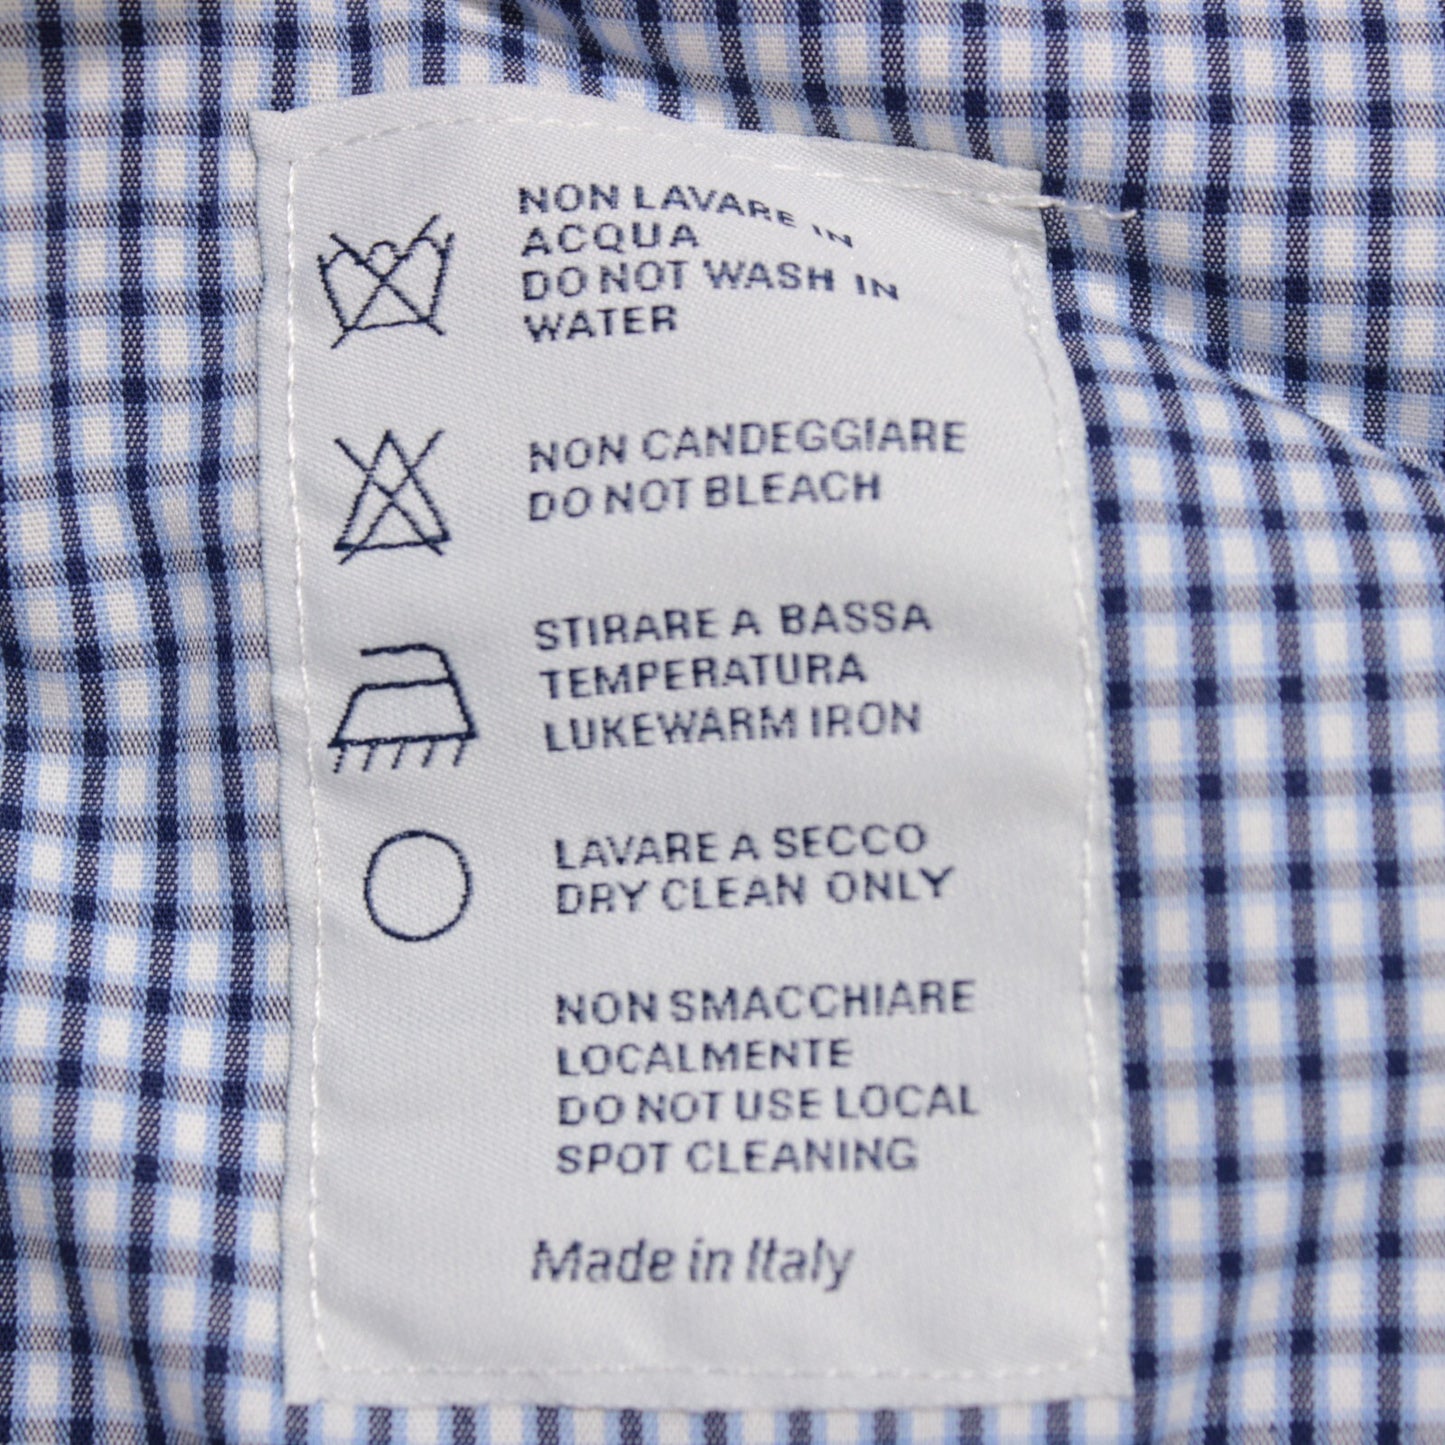 NON LAVARE IN
ACQUA
DO NOT WASH IN
WATER
NON CANDEGGIARE
DO NOT BLEACH
STIRARE A BASSA
TEMPERATURA
LUKEWARM IRON
LAVARE A SECCO
DRY CLEAN ONLY
NON SMACCHIARE
LOCALMENTE
DO NOT USE LOCAL
SPOT CLEANING
Made in Italy